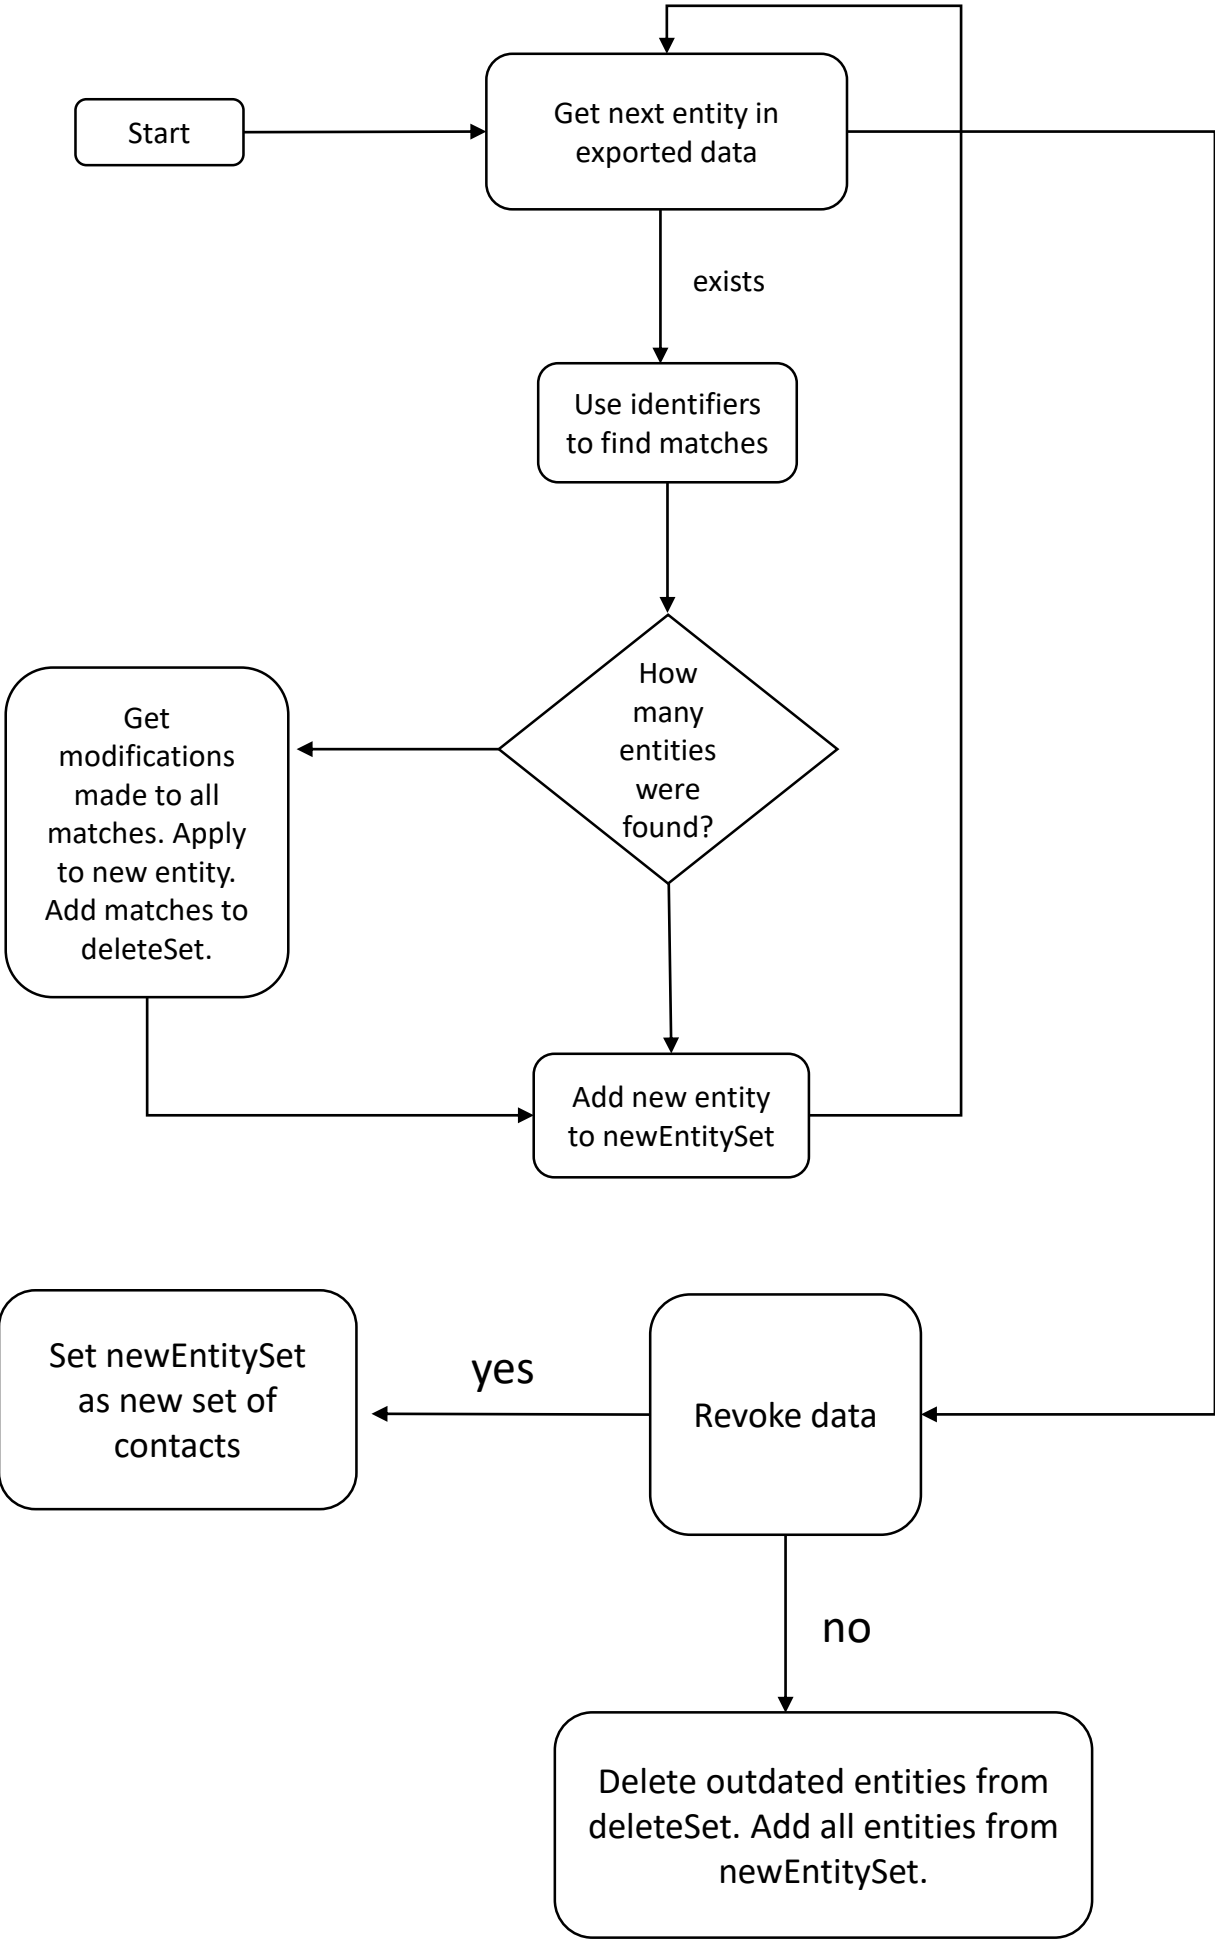 Start
Get next entity in
exported data
exists
Use identifiers
to find matches
How
many
entities
were
found?
Get
modifications
made to all
matches. Apply
to new entity.
Add matches to
deleteSet.
Add new entity
to newEntitySet
Set newEntitySet
as new set of
contacts
yes
Revoke data
no
Delete outdated entities from
deleteSet. Add all entities from
newEntitySet.